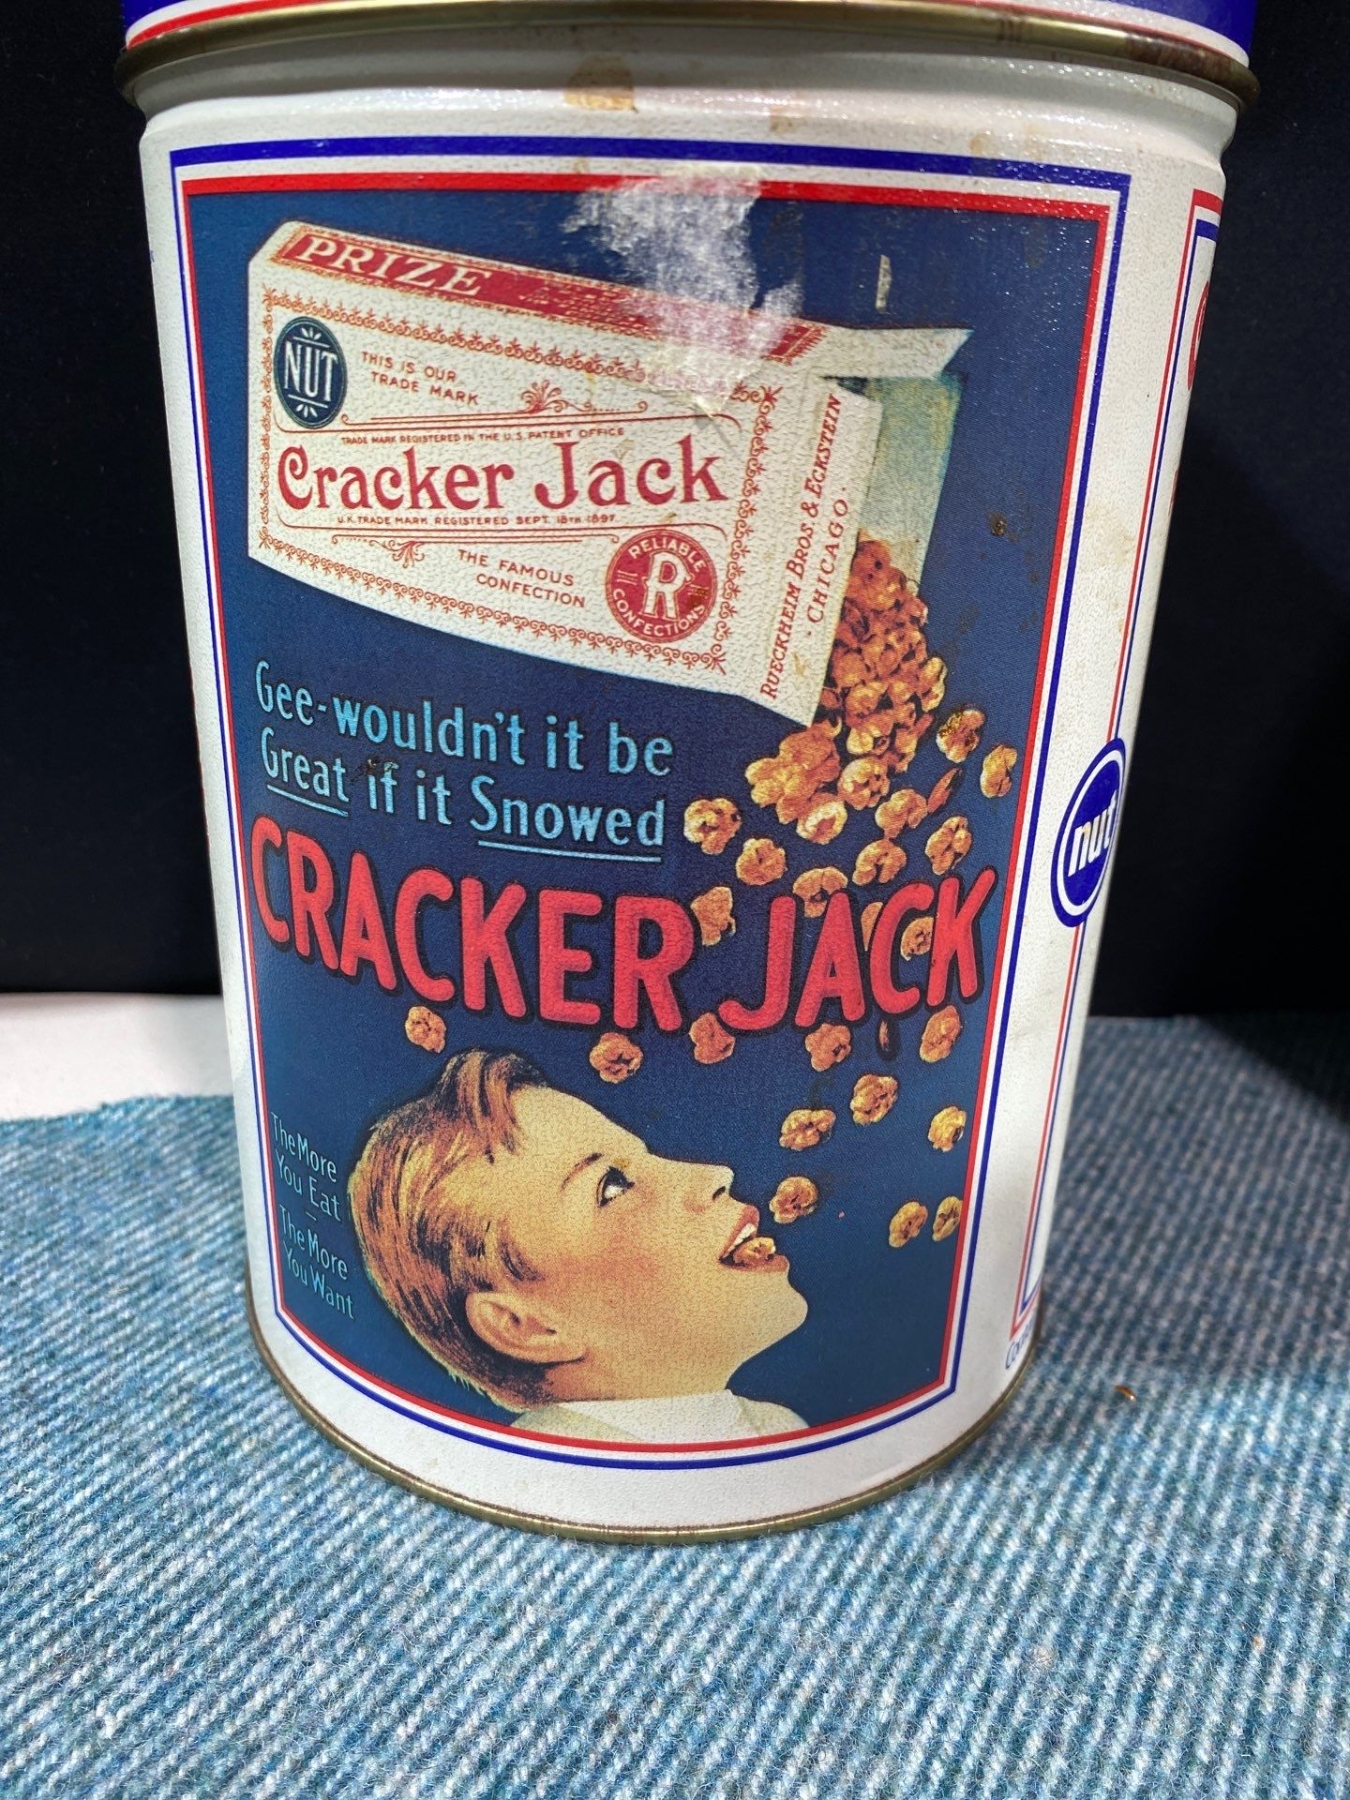 PRIZE
NUT
THIS IS OUR
TRADE MARK
TRADE MARK REGISTERED IN THE U.S. PATENT OFFICE
Cracker Jack
U.K. TRADE MARK REGISTERED SEPT. 18TH 1897
THE FAMOUS
CONFECTION
RELIABLE
R
CONFECTIONS
RUECKHEIM BROS & ECKSTEIN
· CHICAGO ·
Gee-wouldn't it be
Great if it Snowed
CRACKER JACK
nut
The More
You Eat
–
The More
You Want